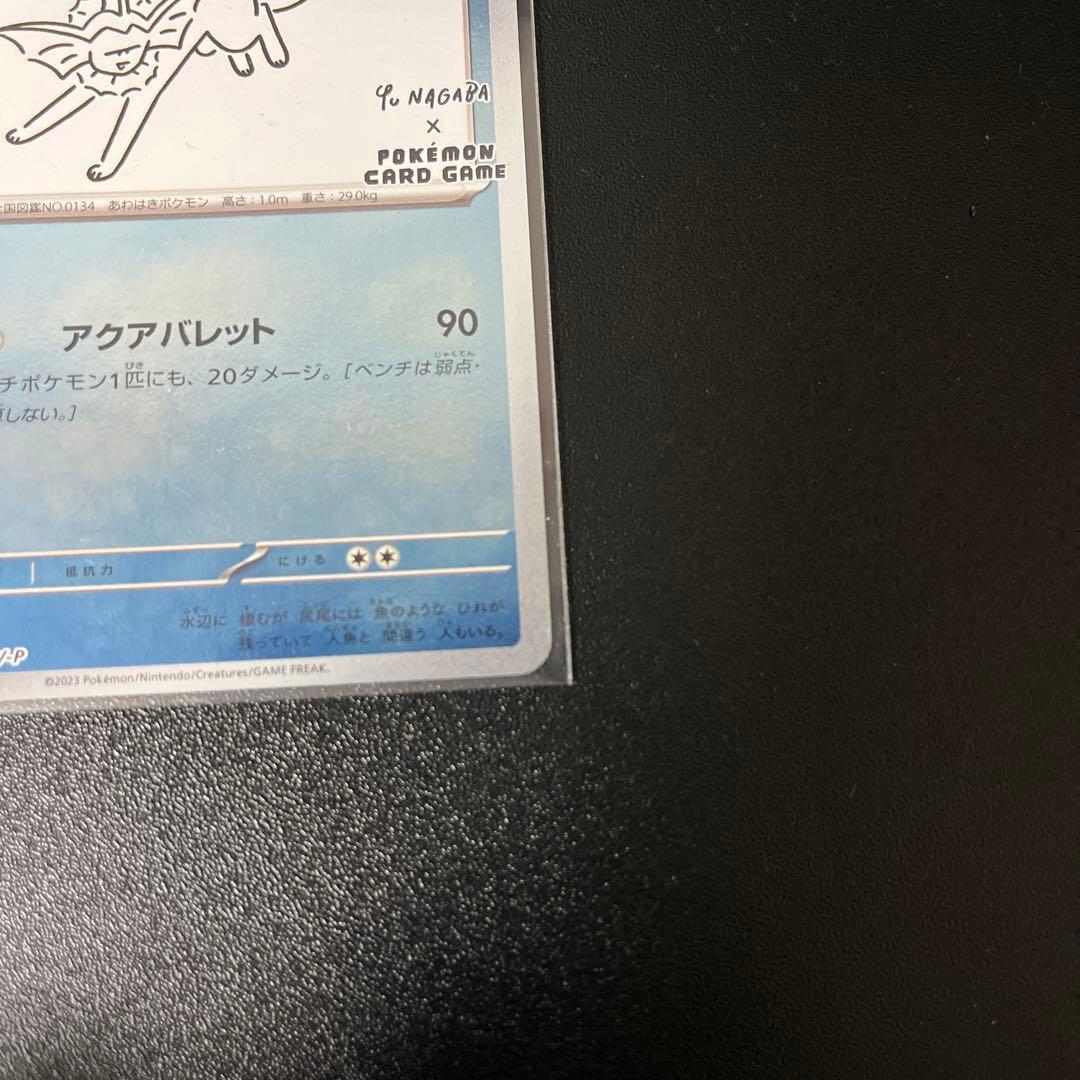 Yu NAGABA
×
POKÉMON
CARD GAME
全国図鑑NO.0134 あわはきポケモン 高さ：1.0m 重さ：29.0kg
アクアバレット 90
チポケモン1匹にも、20ダメージ。[ベンチは弱点・
しない。]
抵抗力
にげる
水辺に 棲むが 尻尾には 魚のような ひれが
残っていて 人魚と 間違う 人もいる。
V-P
©2023 Pokémon/Nintendo/Creatures/GAME FREAK.